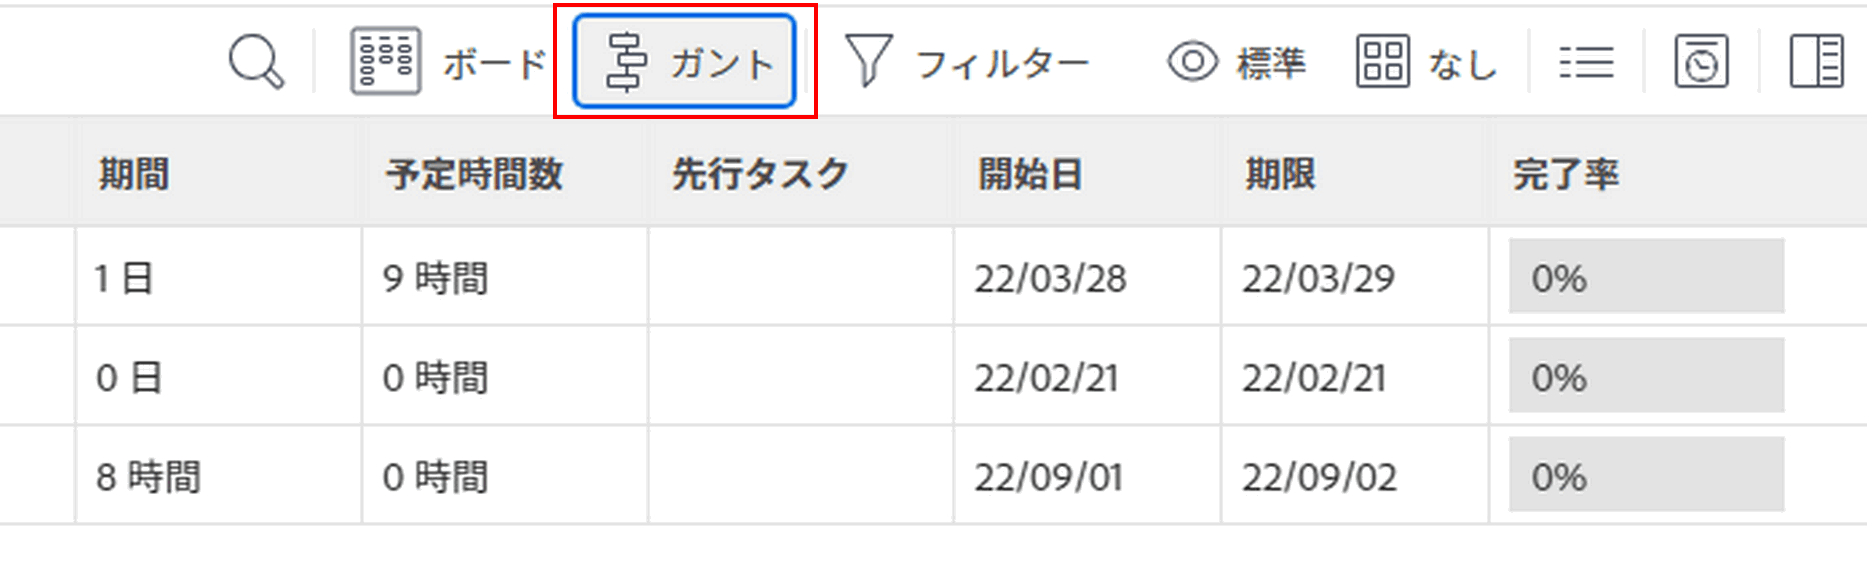 ボード ガント フィルター 標準 なし
期間 予定時間数 先行タスク 開始日 期限 完了率
1 日 9 時間 22/03/28 22/03/29 0%
0 日 0 時間 22/02/21 22/02/21 0%
8 時間 0 時間 22/09/01 22/09/02 0%